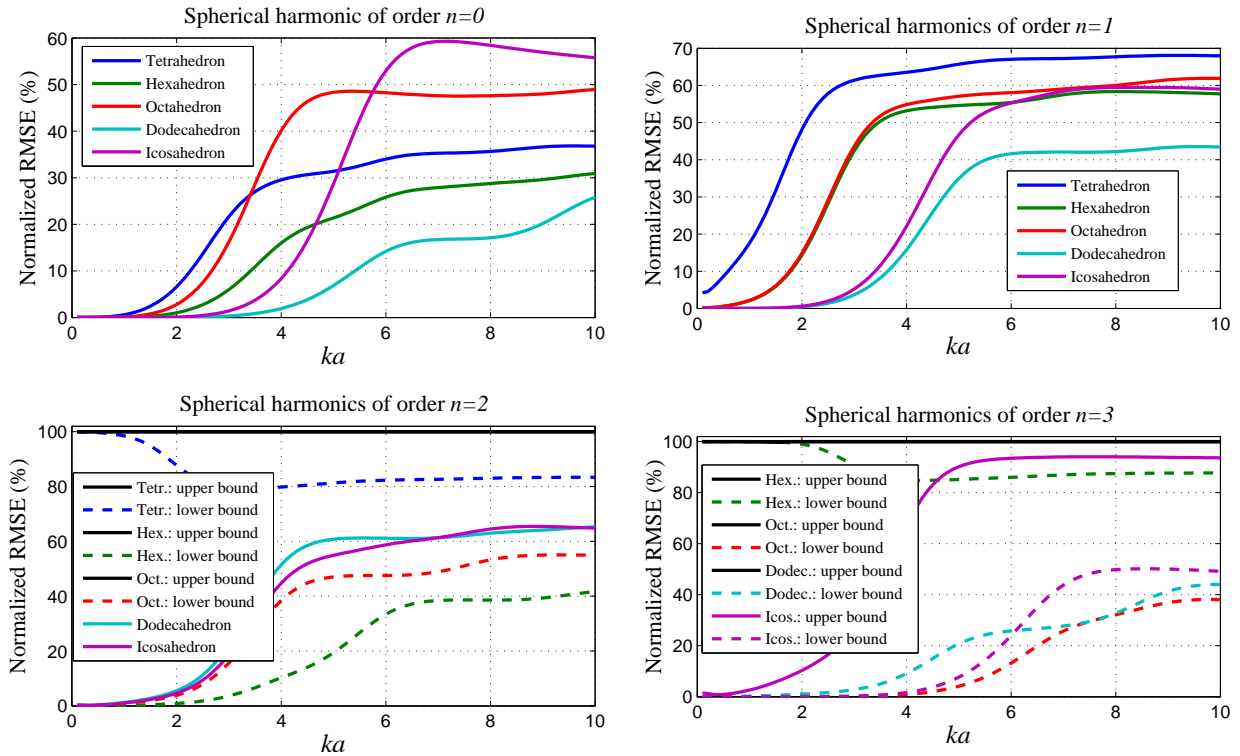 Spherical harmonic of order n=0
Normalized RMSE (%)
60
50
40
30
20
10
0
Tetrahedron
Hexahedron
Octahedron
Dodecahedron
Icosahedron
0 2 4 6 8 10
ka
Spherical harmonics of order n=1
Normalized RMSE (%)
70
60
50
40
30
20
10
0
Tetrahedron
Hexahedron
Octahedron
Dodecahedron
Icosahedron
0 2 4 6 8 10
ka
Spherical harmonics of order n=2
Normalized RMSE (%)
100
80
60
40
20
0
Tetr.: upper bound
Tetr.: lower bound
Hex.: upper bound
Hex.: lower bound
Oct.: upper bound
Oct.: lower bound
Dodecahedron
Icosahedron
0 2 4 6 8 10
ka
Spherical harmonics of order n=3
Normalized RMSE (%)
100
80
60
40
20
0
Hex.: upper bound
Hex.: lower bound
Oct.: upper bound
Oct.: lower bound
Dodec.: upper bound
Dodec.: lower bound
Icos.: upper bound
Icos.: lower bound
0 2 4 6 8 10
ka